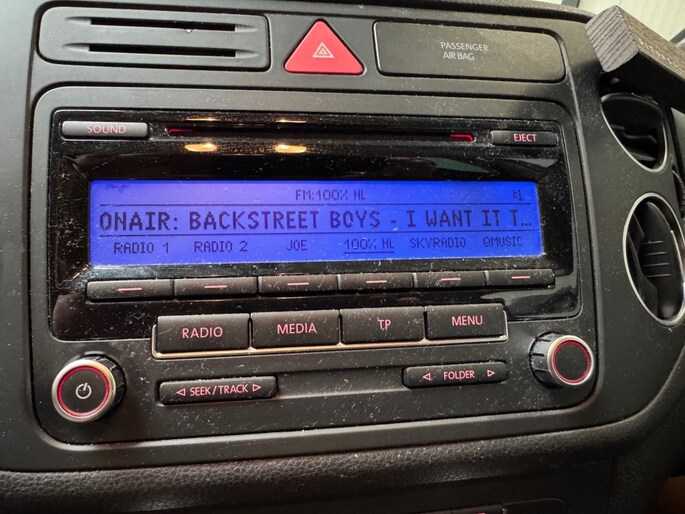 PASSENGER
AIR BAG
SOUND
EJECT
FM:100% NL
ONAIR: BACKSTREET BOYS - I WANT IT T...
RADIO 1 RADIO 2 JOE 100% NL SKYRADIO QMUSIC
RADIO MEDIA TP MENU
SEEK/TRACK
FOLDER